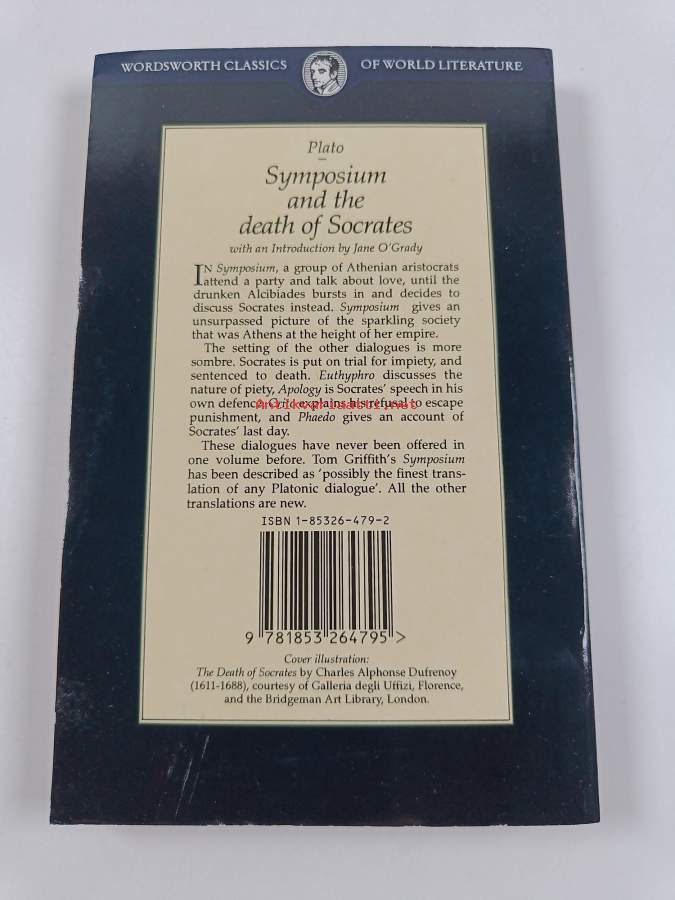 WORDSWORTH CLASSICS OF WORLD LITERATURE
Plato
Symposium
and the
death of Socrates
with an Introduction by Jane O'Grady
IN Symposium, a group of Athenian aristocrats
attend a party and talk about love, until the
drunken Alcibiades bursts in and decides to
discuss Socrates instead. Symposium gives an
unsurpassed picture of the sparkling society
that was Athens at the height of her empire.
The setting of the other dialogues is more
sombre. Socrates is put on trial for impiety, and
sentenced to death. Euthyphro discusses the
nature of piety, Apology is Socrates' speech in his
own defence, explains his refusal to escape
Antikvariaatti.net
punishment, and Phaedo gives an account of
Socrates' last day.
These dialogues have never been offered in
one volume before. Tom Griffith's Symposium
has been described as 'possibly the finest trans-
lation of any Platonic dialogue'. All the other
translations are new.
ISBN 1-85326-479-2
9 781853 264795 >
Cover illustration:
The Death of Socrates by Charles Alphonse Dufrenoy
(1611-1688), courtesy of Galleria degli Uffizi, Florence,
and the Bridgeman Art Library, London.